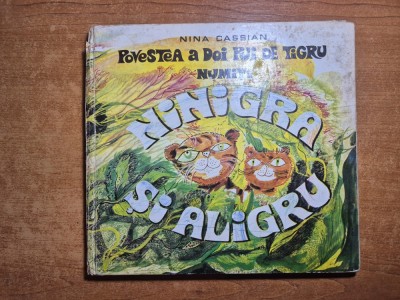 NINA CASSIAN
POVESTEA A DOI PUI DE TIGRU
NUMIȚI
NINIGRA
ȘI ALIGRU